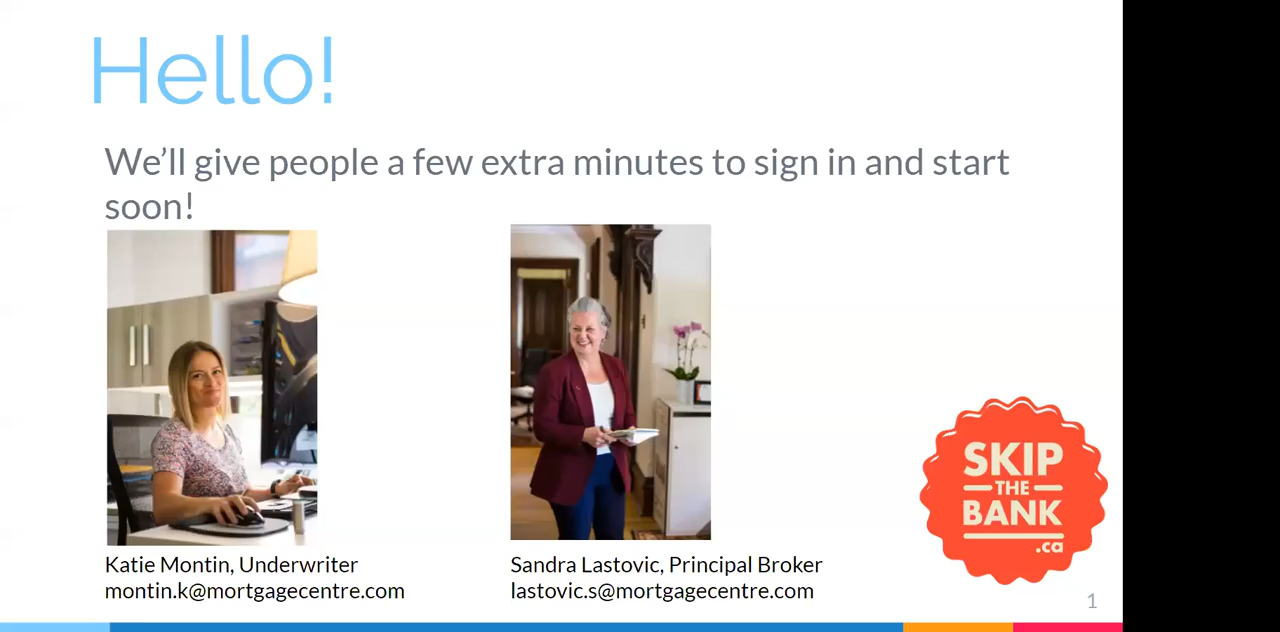 Hello!
We’ll give people a few extra minutes to sign in and start
soon!
Katie Montin, Underwriter
montin.k@mortgagecentre.com
Sandra Lastovic, Principal Broker
lastovic.s@mortgagecentre.com
SKIP
THE
BANK
.ca
1